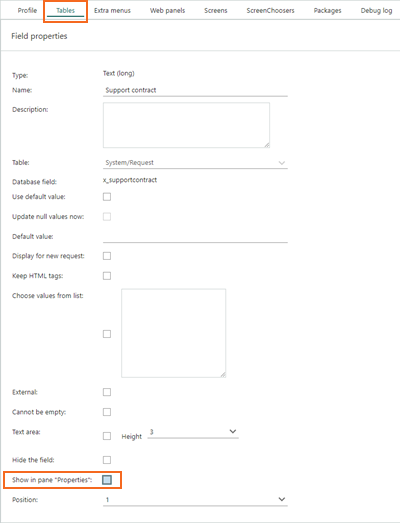 Profile Tables Extra menus Web panels Screens ScreenChoosers Packages Debug log
Field properties
Type: Text (long)
Name: Support contract
Description:
Table: System/Request
Database field: x_supportcontract
Use default value:
Update null values now:
Default value:
Display for new request:
Keep HTML tags:
Choose values from list:
External:
Cannot be empty:
Text area: Height 3
Hide the field:
Show in pane "Properties":
Position: 1